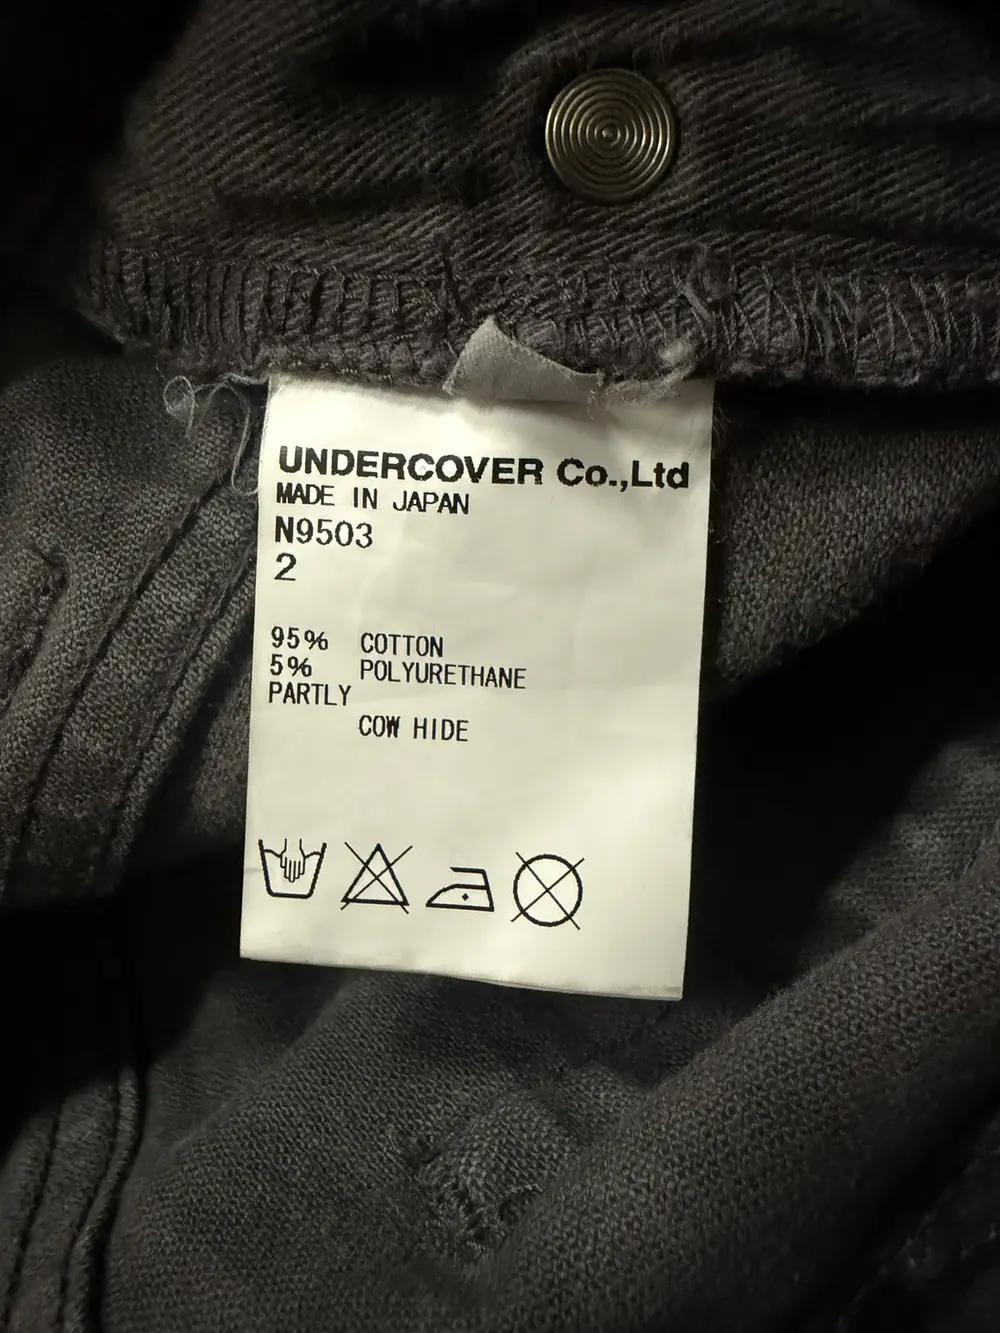 UNDERCOVER Co.,Ltd
MADE IN JAPAN
N9503
2
95% COTTON
5% POLYURETHANE
PARTLY
COW HIDE